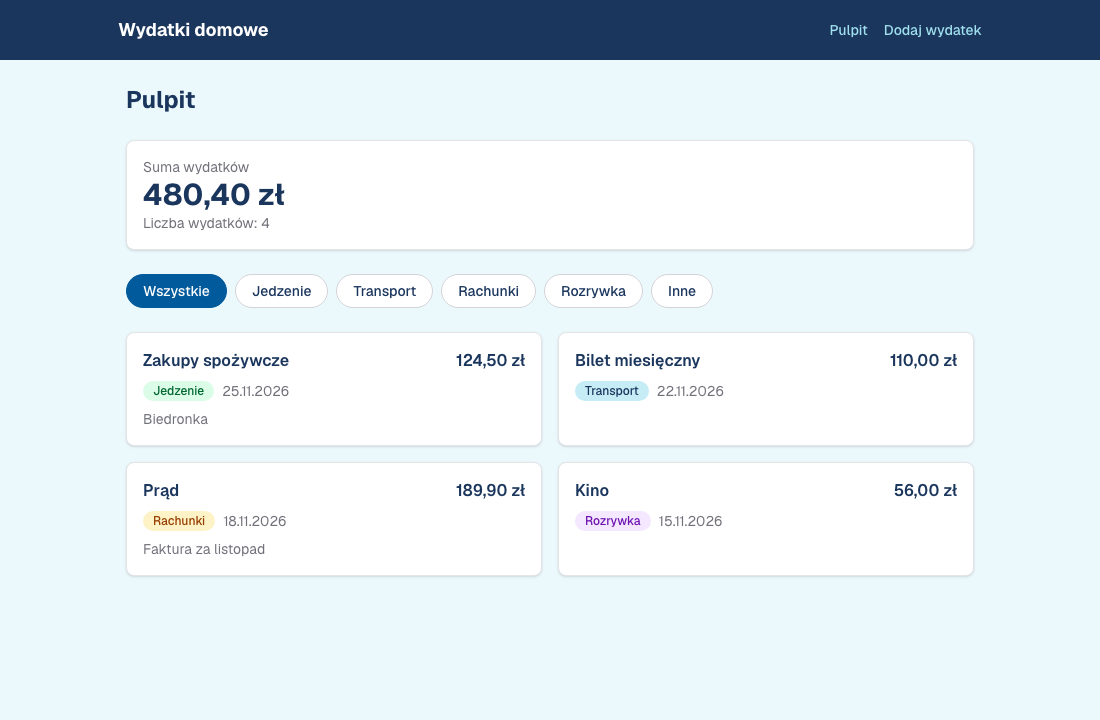 Wydatki domowe
Pulpit Dodaj wydatek
Pulpit
Suma wydatków
480,40 zł
Liczba wydatków: 4
Wszystkie Jedzenie Transport Rachunki Rozrywka Inne
Zakupy spożywcze 124,50 zł
Jedzenie 25.11.2026
Biedronka
Bilet miesięczny 110,00 zł
Transport 22.11.2026
Prąd 189,90 zł
Rachunki 18.11.2026
Faktura za listopad
Kino 56,00 zł
Rozrywka 15.11.2026